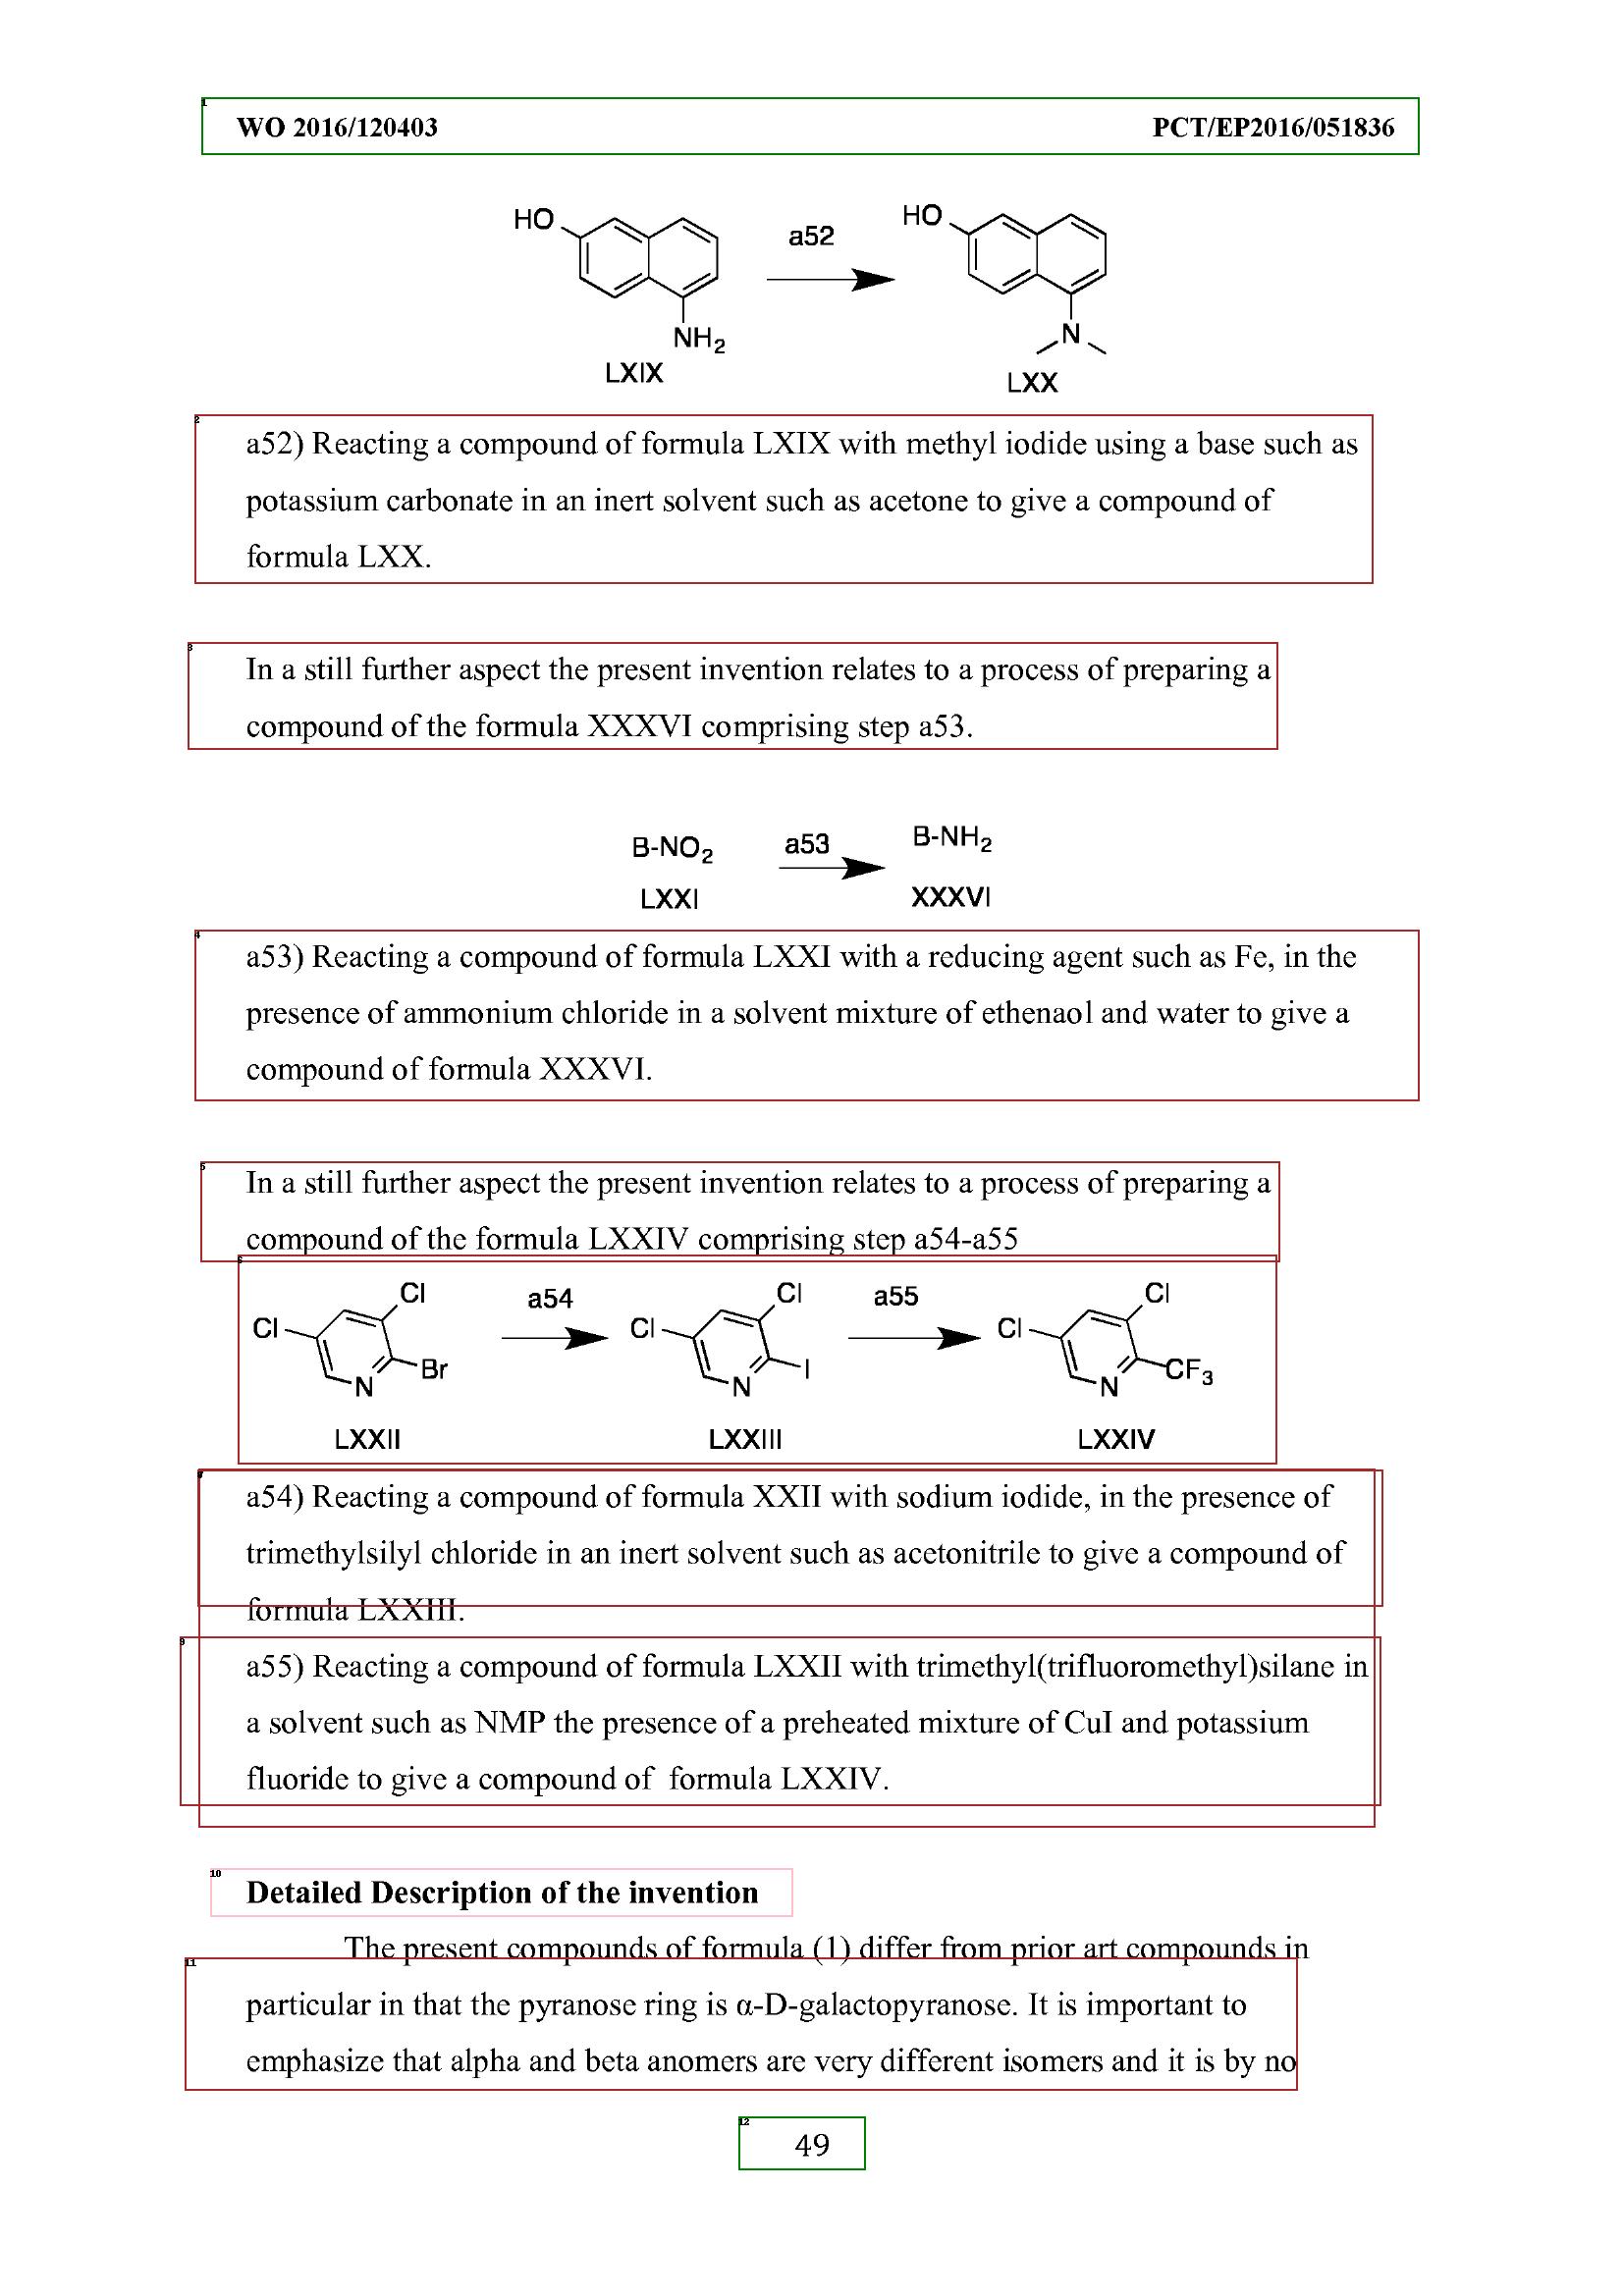 WO 2016/120403 PCT/EP2016/051836
HO a52 HO
NH2 N
LXIX LXX
2
a52) Reacting a compound of formula LXIX with methyl iodide using a base such as
potassium carbonate in an inert solvent such as acetone to give a compound of
formula LXX.
3
In a still further aspect the present invention relates to a process of preparing a
compound of the formula XXXVI comprising step a53.
B-NO2 a53 B-NH2
LXXI XXXVI
4
a53) Reacting a compound of formula LXXI with a reducing agent such as Fe, in the
presence of ammonium chloride in a solvent mixture of ethenaol and water to give a
compound of formula XXXVI.
5
In a still further aspect the present invention relates to a process of preparing a
compound of the formula LXXIV comprising step a54-a55
Cl a54 Cl a55 Cl
Cl Cl Cl
Br I CF3
N N N
LXXII LXXIII LXXIV
a54) Reacting a compound of formula XXII with sodium iodide, in the presence of
trimethylsilyl chloride in an inert solvent such as acetonitrile to give a compound of
formula LXXIII.
9
a55) Reacting a compound of formula LXXII with trimethyl(trifluoromethyl)silane in
a solvent such as NMP the presence of a preheated mixture of CuI and potassium
fluoride to give a compound of formula LXXIV.
10
Detailed Description of the invention
The present compounds of formula (1) differ from prior art compounds in
11
particular in that the pyranose ring is α-D-galactopyranose. It is important to
emphasize that alpha and beta anomers are very different isomers and it is by no
12
49